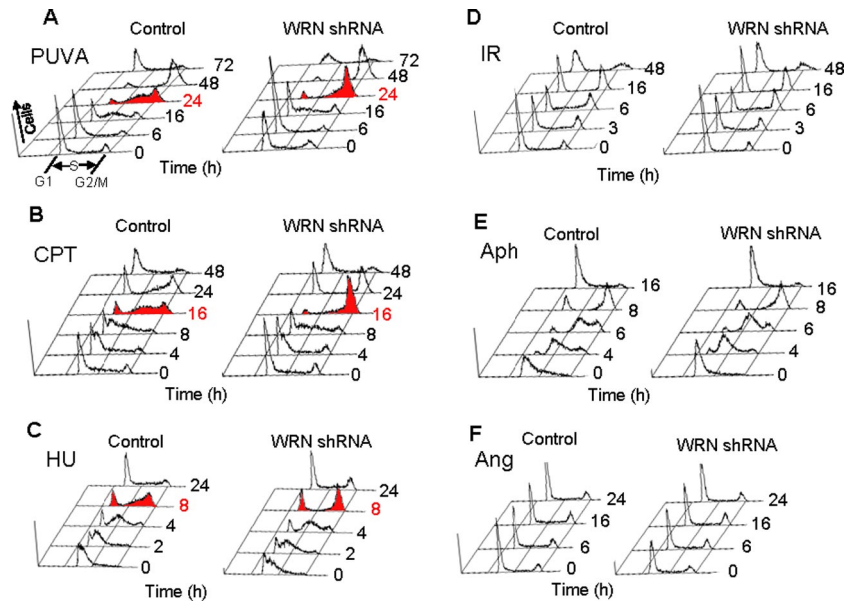 A
PUVA
Control
WRN shRNA
72
48
24
16
6
0
72
48
24
16
6
0
Cells
G1
S
G2/M
Time (h)
B
CPT
Control
WRN shRNA
48
24
16
8
4
0
48
24
16
8
4
0
Time (h)
C
HU
Control
WRN shRNA
24
8
4
2
0
24
8
4
2
0
Time (h)
D
IR
Control
WRN shRNA
48
16
6
3
0
48
16
6
3
0
Time (h)
E
Aph
Control
WRN shRNA
16
8
6
4
0
16
8
6
4
0
Time (h)
F
Ang
Control
WRN shRNA
24
16
6
0
24
16
6
0
Time (h)